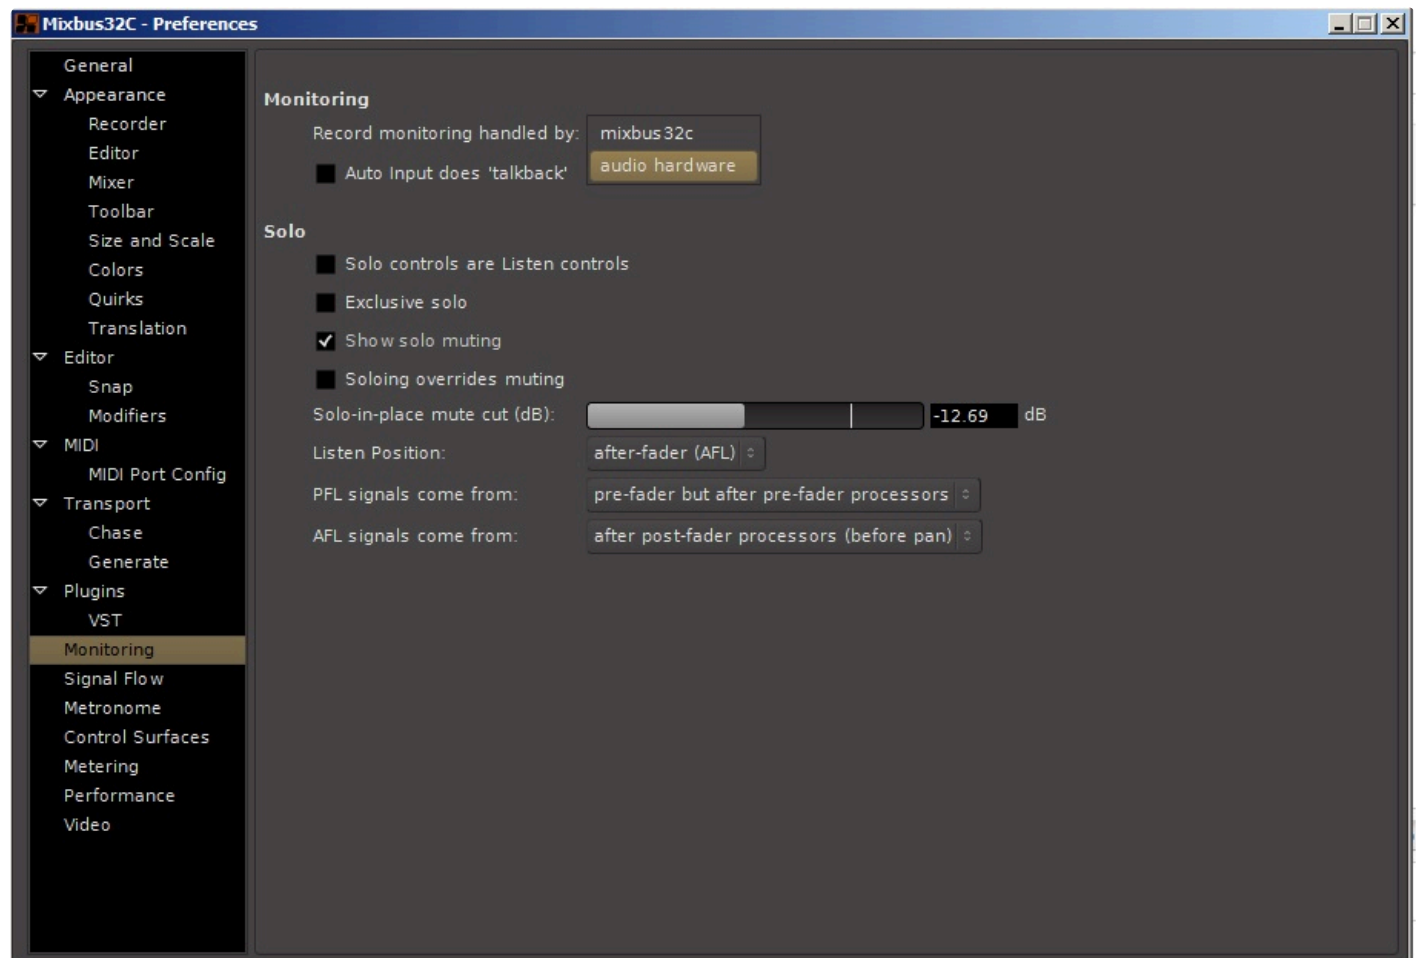 Mixbus32C - Preferences
General
Appearance
Recorder
Editor
Mixer
Toolbar
Size and Scale
Colors
Quirks
Translation
Editor
Snap
Modifiers
MIDI
MIDI Port Config
Transport
Chase
Generate
Plugins
VST
Monitoring
Signal Flow
Metronome
Control Surfaces
Metering
Performance
Video
Monitoring
Record monitoring handled by: mixbus32c
audio hardware
Auto Input does 'talkback'
Solo
Solo controls are Listen controls
Exclusive solo
Show solo muting
Soloing overrides muting
Solo-in-place mute cut (dB): -12.69 dB
Listen Position: after-fader (AFL)
PFL signals come from: pre-fader but after pre-fader processors
AFL signals come from: after post-fader processors (before pan)